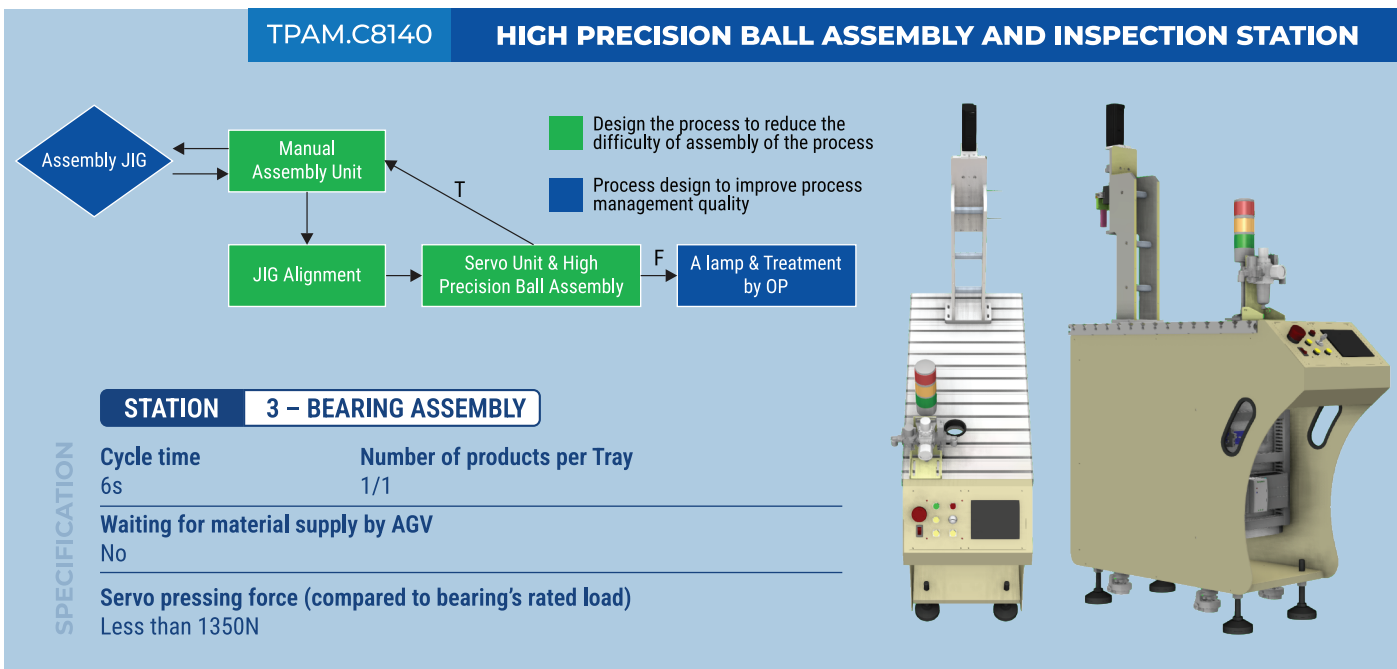 TPAM.C8140
HIGH PRECISION BALL ASSEMBLY AND INSPECTION STATION
Assembly JIG
Manual
Assembly Unit
T
JIG Alignment
Servo Unit & High
Precision Ball Assembly
F
A lamp & Treatment
by OP
Design the process to reduce the
difficulty of assembly of the process
Process design to improve process
management quality
STATION
3 – BEARING ASSEMBLY
SPECIFICATION
Cycle time
6s
Number of products per Tray
1/1
Waiting for material supply by AGV
No
Servo pressing force (compared to bearing’s rated load)
Less than 1350N